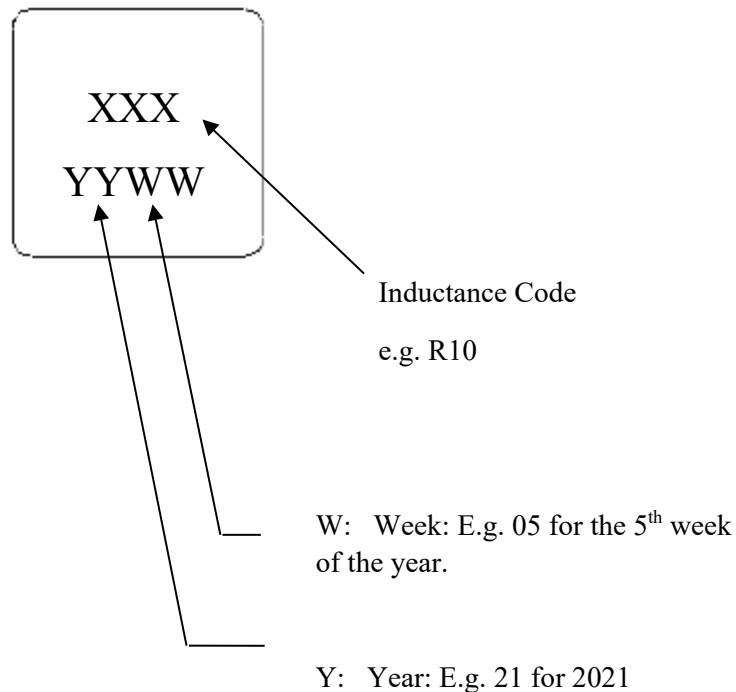 XXX
YYWW
Inductance Code
e.g. R10
W: Week: E.g. 05 for the 5th week
of the year.
Y: Year: E.g. 21 for 2021